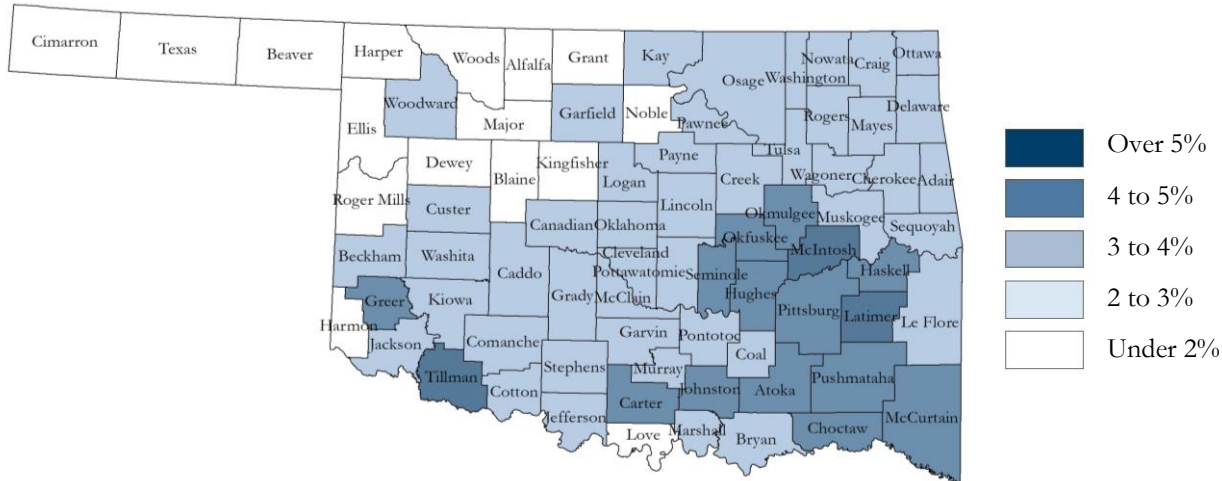 Cimarron
Texas
Beaver
Harper
Woods
Alfalfa
Grant
Kay
Osage
Washington
Nowata
Craig
Ottawa
Woodward
Ellis
Major
Garfield
Noble
Pawnee
Rogers
Mayes
Delaware
Dewey
Blaine
Kingfisher
Logan
Payne
Creek
Tulsa
Wagoner
Cherokee
Adair
Roger Mills
Custer
Canadian
Oklahoma
Lincoln
Okmulgee
Muskogee
Sequoyah
Beckham
Washita
Caddo
Cleveland
Pottawatomie
Okfuskee
McIntosh
Seminole
Haskell
Greer
Kiowa
Grady
McClain
Hughes
Pittsburg
Latimer
Le Flore
Harmon
Jackson
Comanche
Garvin
Pontotoc
Coal
Tillman
Cotton
Stephens
Murray
Carter
Johnston
Atoka
Pushmataha
McCurtain
Jefferson
Love
Marshall
Bryan
Choctaw
Over 5%
4 to 5%
3 to 4%
2 to 3%
Under 2%